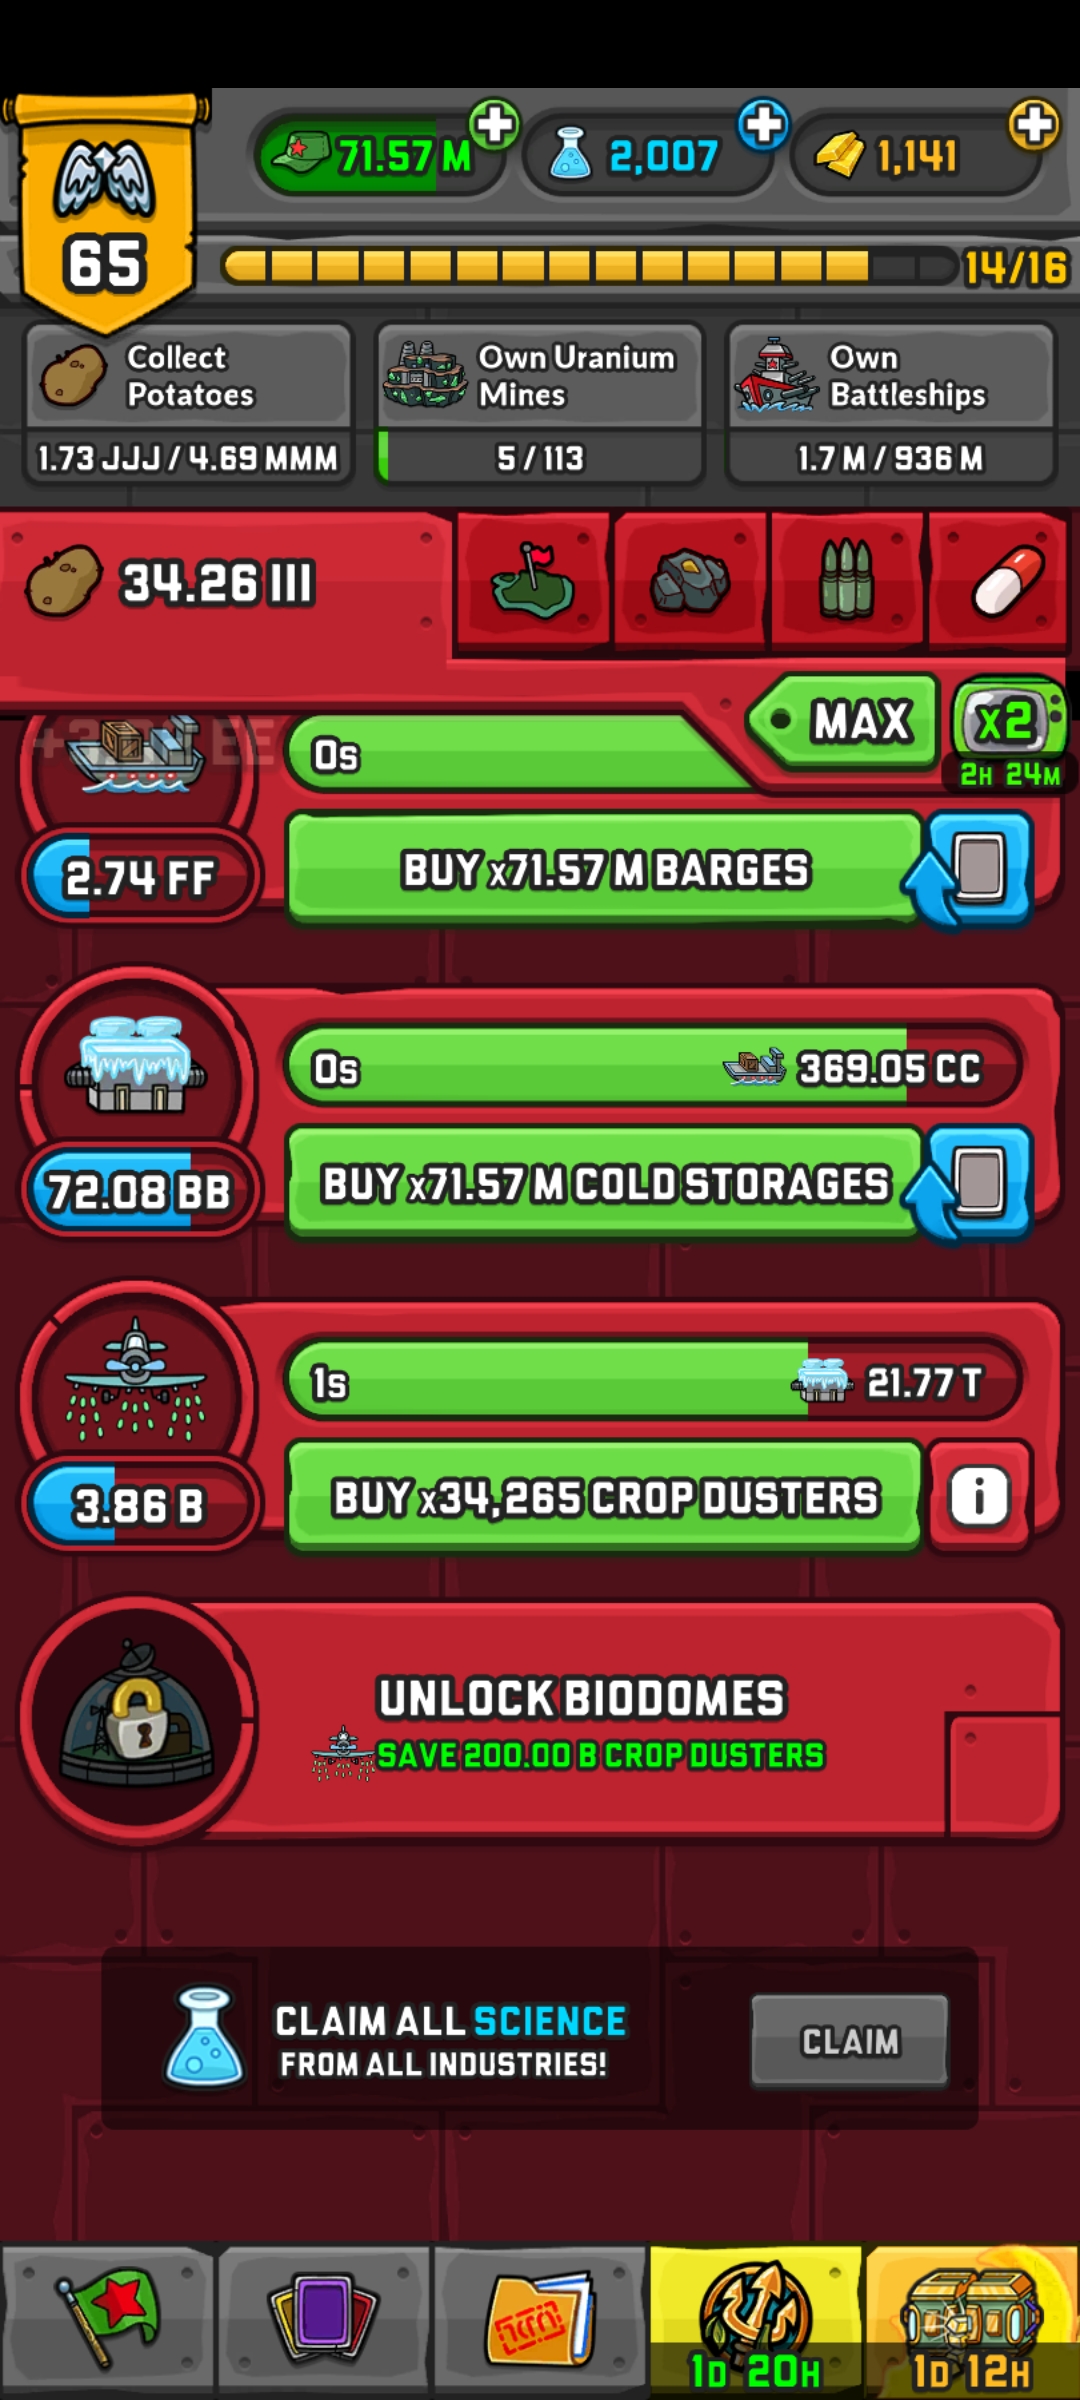 71.57 M
2,007
1,141
65
14/16
Collect
Potatoes
1.73 JJJ / 4.69 MMM
Own Uranium
Mines
5 / 113
Own
Battleships
1.7 M / 936 M
34.26 III
MAX
x2
2H 24M
0s
2.74 FF
BUY x71.57 M BARGES
0s
369.05 CC
72.08 BB
BUY x71.57 M COLD STORAGES
1s
21.77 T
3.86 B
BUY x34,265 CROP DUSTERS
i
UNLOCK BIODOMES
SAVE 200.00 B CROP DUSTERS
CLAIM ALL SCIENCE
FROM ALL INDUSTRIES!
CLAIM
1D 20H
1D 12H